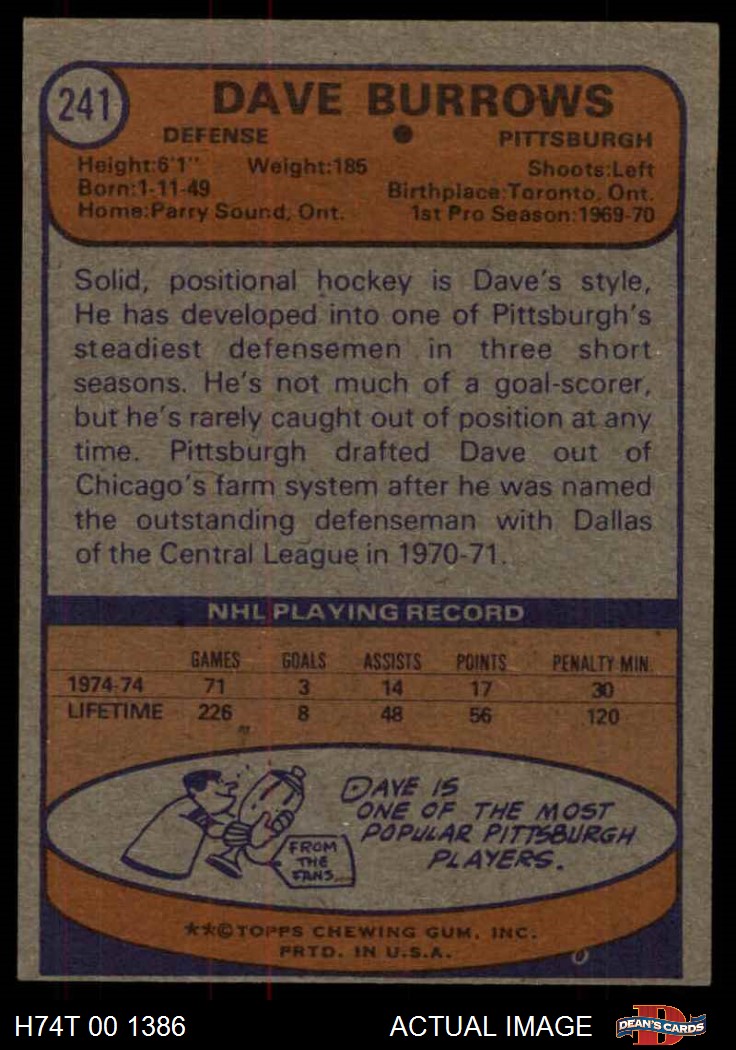 241
DAVE BURROWS
DEFENSE • PITTSBURGH
Height:6'1" Weight:185 Shoots:Left
Born:1-11-49 Birthplace:Toronto, Ont.
Home:Parry Sound, Ont. 1st Pro Season:1969-70
Solid, positional hockey is Dave's style,
He has developed into one of Pittsburgh's
steadiest defensemen in three short
seasons. He's not much of a goal-scorer,
but he's rarely caught out of position at any
time. Pittsburgh drafted Dave out of
Chicago's farm system after he was named
the outstanding defenseman with Dallas
of the Central League in 1970-71.
NHL PLAYING RECORD
GAMES GOALS ASSISTS POINTS PENALTY MIN.
1974-74 71 3 14 17 30
LIFETIME 226 8 48 56 120
DAVE IS
ONE OF THE MOST
POPULAR PITTSBURGH
PLAYERS.
FROM
THE
FANS
**©TOPPS CHEWING GUM, INC.
PRTD. IN U.S.A.
H74T 00 1386 ACTUAL IMAGE DEAN'S CARDS